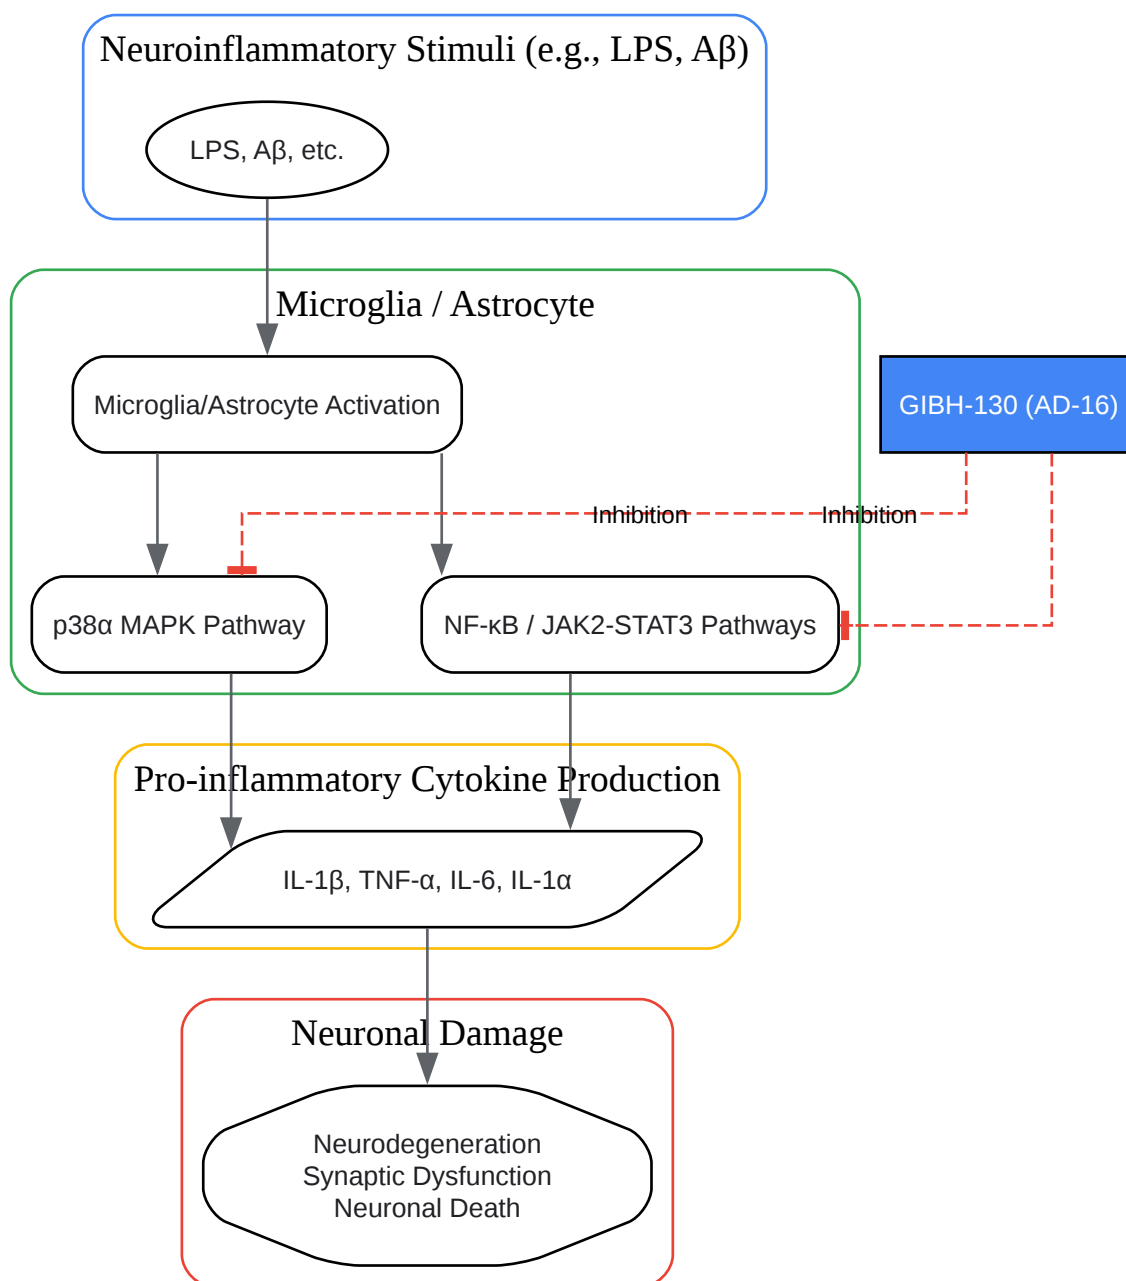 Neuroinflammatory Stimuli (e.g., LPS, Aβ)
LPS, Aβ, etc.
Microglia / Astrocyte
Microglia/Astrocyte Activation
GIBH-130 (AD-16)
Inhibition
Inhibition
p38α MAPK Pathway
NF-κB / JAK2-STAT3 Pathways
Pro-inflammatory Cytokine Production
IL-1β, TNF-α, IL-6, IL-1α
Neuronal Damage
Neurodegeneration
Synaptic Dysfunction
Neuronal Death